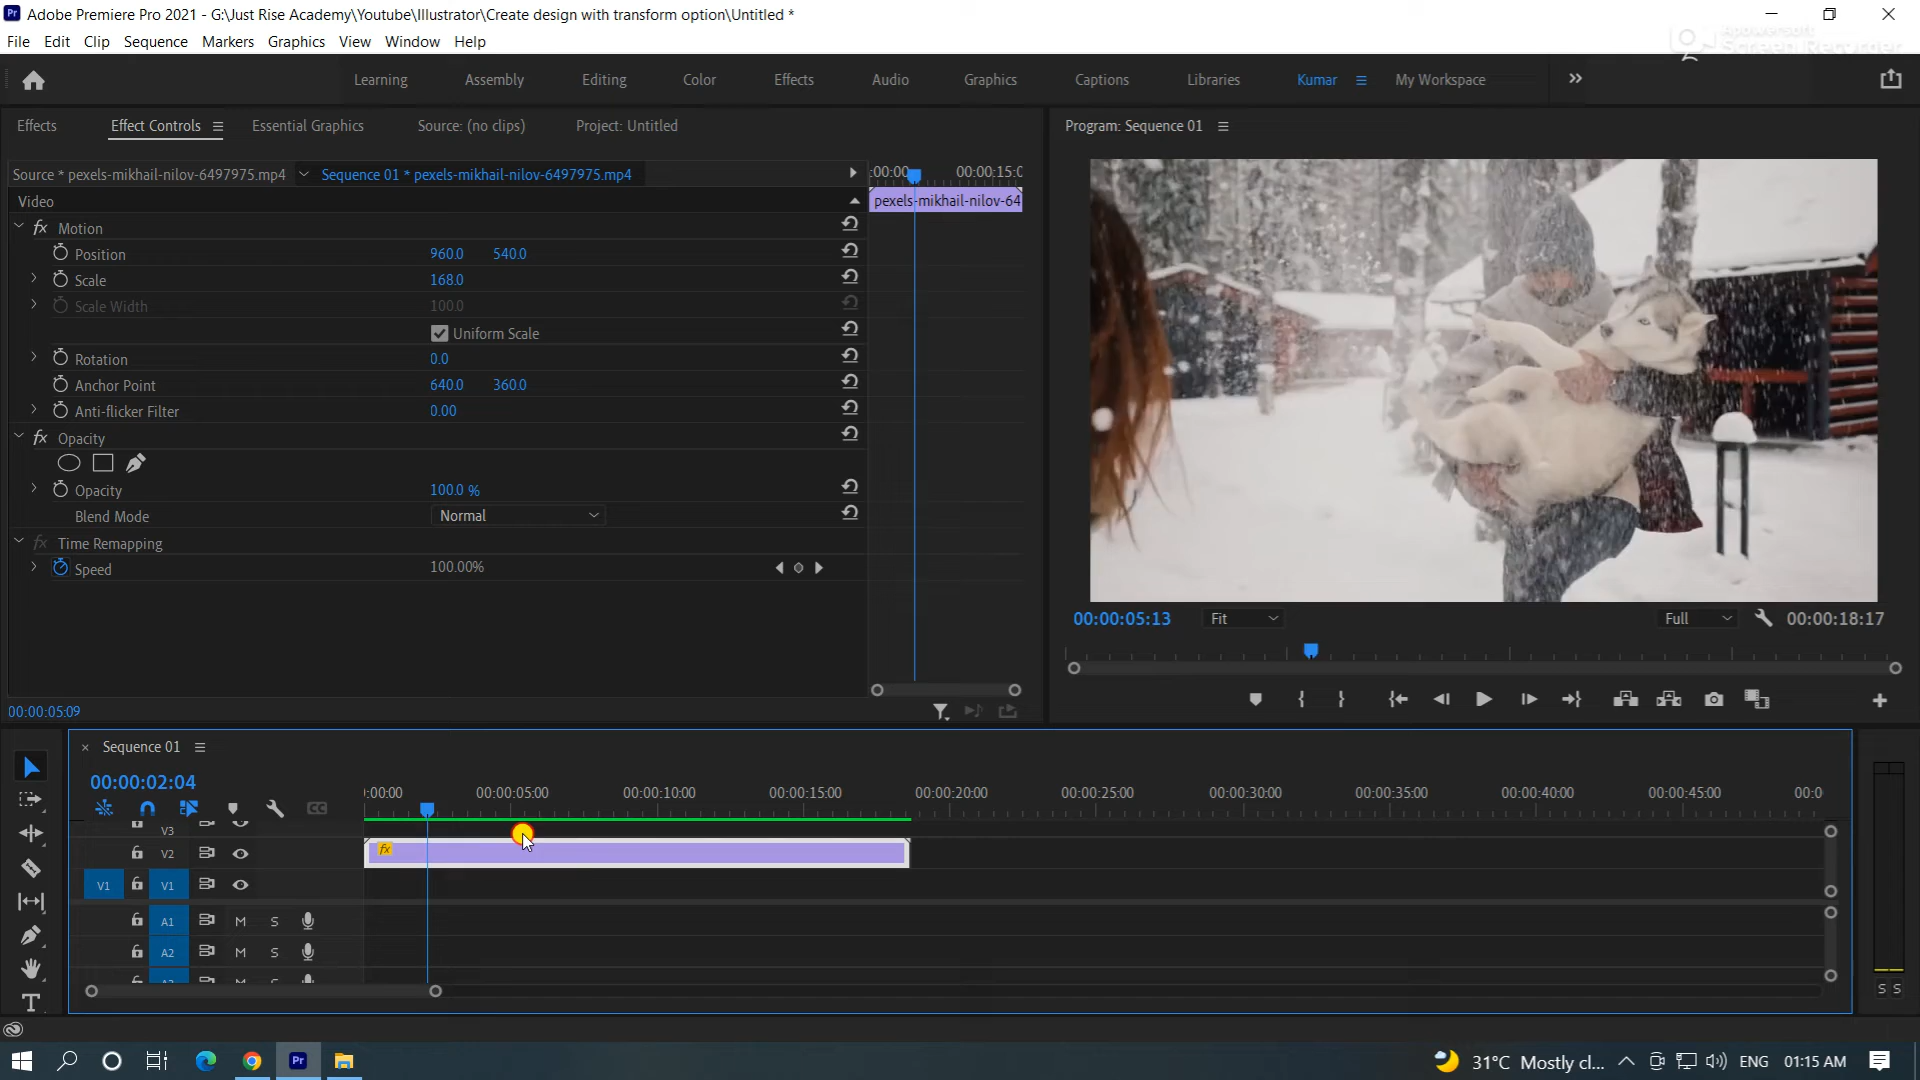 Adobe Premiere Pro 2021 - G:\Just Rise Academy\Youtube\Illustrator\Create design with transform option\Untitled *
File Edit Clip Sequence Markers Graphics View Window Help
Apowersoft
Screen Recorder
Learning Assembly Editing Color Effects Audio Graphics Captions Libraries Kumar My Workspace
Effects Effect Controls Essential Graphics Source: (no clips) Project: Untitled
Program: Sequence 01
Source * pexels-mikhail-nilov-6497975.mp4 Sequence 01 * pexels-mikhail-nilov-6497975.mp4
:00:00 00:00:15:0
Video
pexels-mikhail-nilov-64
fx Motion
Position 960.0 540.0
Scale 168.0
Scale Width 100.0
Uniform Scale
Rotation 0.0
Anchor Point 640.0 360.0
Anti-flicker Filter 0.00
fx Opacity
Opacity 100.0 %
Blend Mode Normal
fx Time Remapping
Speed 100.00%
00:00:05:13 Fit Full 00:00:18:17
00:00:05:09
× Sequence 01
00:00:02:04
:00:00 00:00:05:00 00:00:10:00 00:00:15:00 00:00:20:00 00:00:25:00 00:00:30:00 00:00:35:00 00:00:40:00 00:00:45:00 00:0
CC
V3
V2 fx
V1 V1
A1 M S
A2 M S
S S
T
Pr
31°C Mostly cl... ENG 01:15 AM